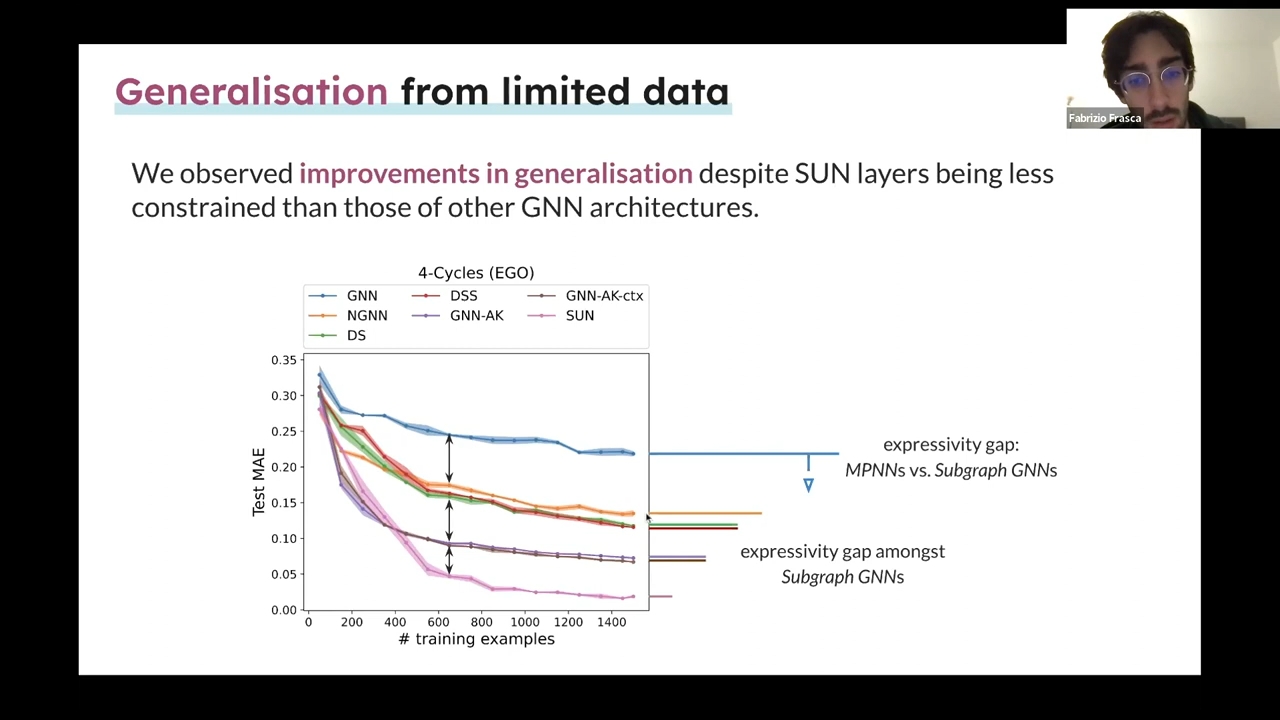 Generalisation from limited data
Fabrizio Frasca
We observed improvements in generalisation despite SUN layers being less
constrained than those of other GNN architectures.
4-Cycles (EGO)
GNN DSS GNN-AK-ctx
NGNN GNN-AK SUN
DS
0.35
0.30
0.25
0.20
0.15
0.10
0.05
0.00
Test MAE
0 200 400 600 800 1000 1200 1400
# training examples
expressivity gap:
MPNNs vs. Subgraph GNNs
expressivity gap amongst
Subgraph GNNs